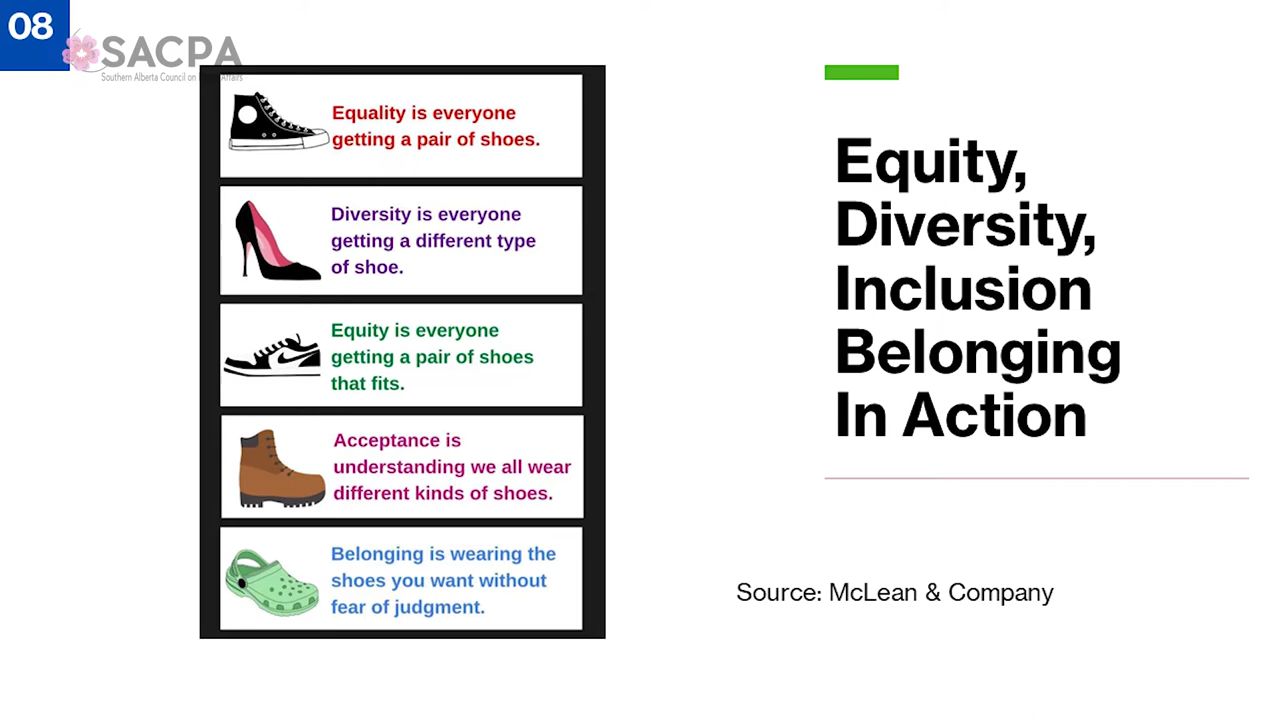 08
SACPA
Southern Alberta Council on Public Affairs
Equality is everyone
getting a pair of shoes.
Diversity is everyone
getting a different type
of shoe.
Equity is everyone
getting a pair of shoes
that fits.
Acceptance is
understanding we all wear
different kinds of shoes.
Belonging is wearing the
shoes you want without
fear of judgment.
Equity,
Diversity,
Inclusion
Belonging
In Action
Source: McLean & Company